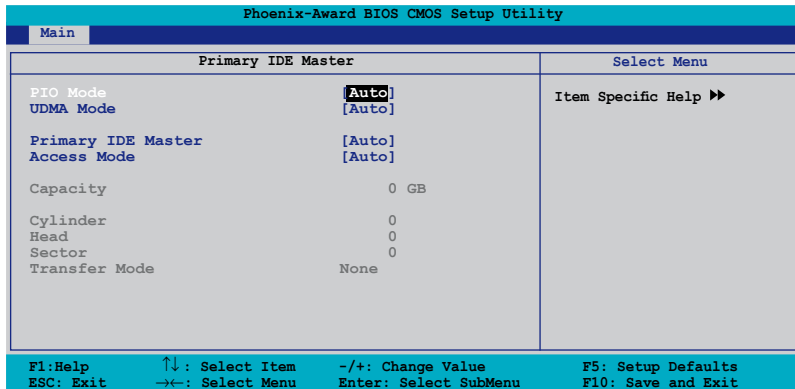 Phoenix-Award BIOS CMOS Setup Utility
Main
Primary IDE Master
Select Menu
PIO Mode [Auto]
UDMA Mode [Auto]
Item Specific Help ▶▶
Primary IDE Master [Auto]
Access Mode [Auto]
Capacity 0 GB
Cylinder 0
Head 0
Sector 0
Transfer Mode None
F1:Help ↑↓: Select Item -/+: Change Value F5: Setup Defaults
ESC: Exit →←: Select Menu Enter: Select SubMenu F10: Save and Exit